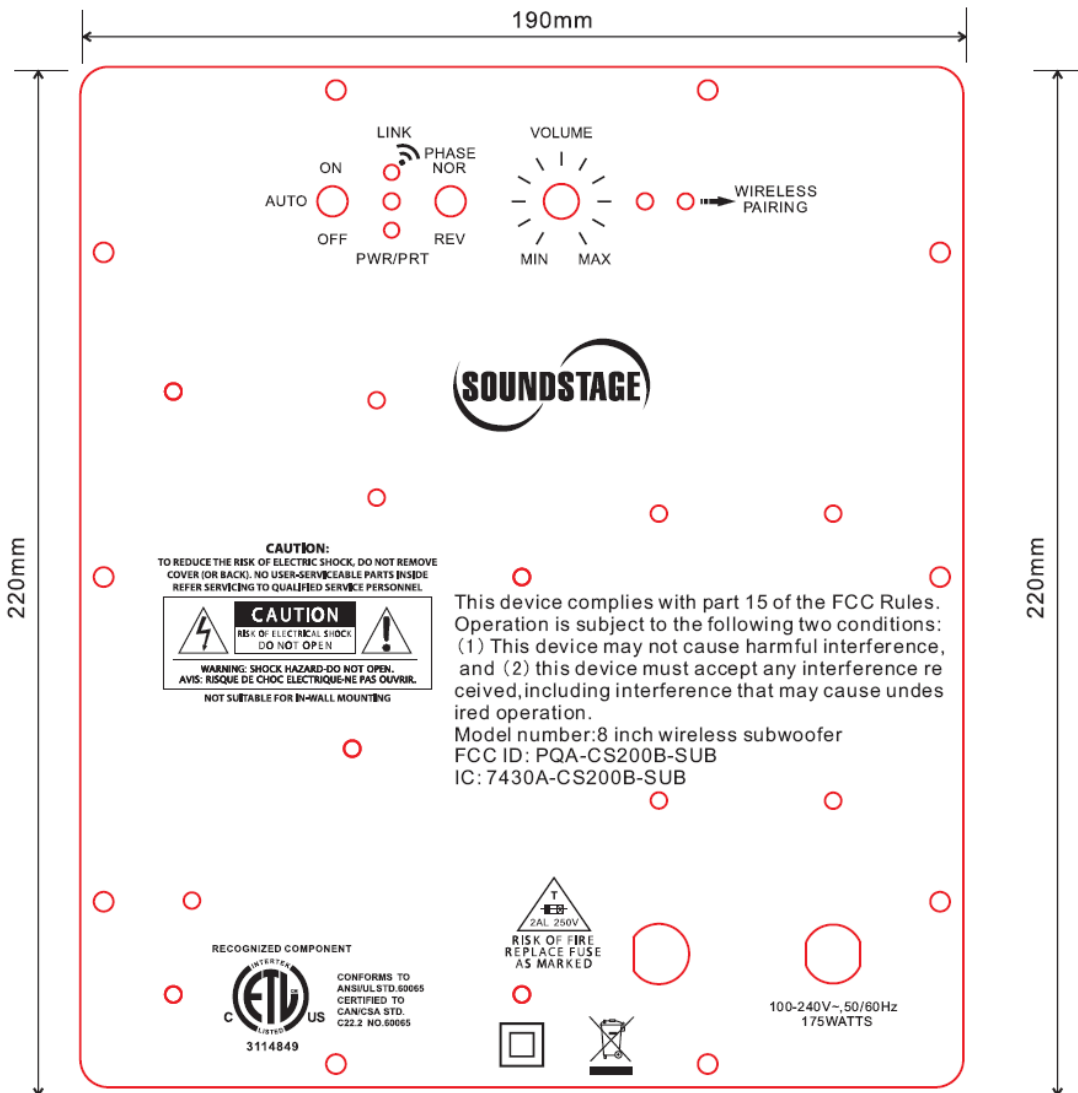 190mm
220mm
220mm
LINK
VOLUME
PHASE
ON
NOR
AUTO
WIRELESS
PAIRING
OFF
REV
PWR/PRT
MIN
MAX
SOUNDSTAGE
CAUTION:
TO REDUCE THE RISK OF ELECTRIC SHOCK, DO NOT REMOVE
COVER (OR BACK). NO USER-SERVICEABLE PARTS INSIDE
REFER SERVICING TO QUALIFIED SERVICE PERSONNEL
CAUTION
RISK OF ELECTRICAL SHOCK
DO NOT OPEN
WARNING: SHOCK HAZARD-DO NOT OPEN.
AVIS: RISQUE DE CHOC ELECTRIQUE-NE PAS OUVRIR.
NOT SUITABLE FOR IN-WALL MOUNTING
This device complies with part 15 of the FCC Rules.
Operation is subject to the following two conditions:
(1) This device may not cause harmful interference,
and (2) this device must accept any interference re
ceived,including interference that may cause undes
ired operation.
Model number:8 inch wireless subwoofer
FCC ID: PQA-CS200B-SUB
IC: 7430A-CS200B-SUB
T
2AL 250V
RISK OF FIRE
REPLACE FUSE
AS MARKED
RECOGNIZED COMPONENT
INTERTEK
ETL
CM
LISTED
C
US
3114849
CONFORMS TO
ANSI/ULSTD.60065
CERTIFIED TO
CAN/CSA STD.
C22.2 NO.60065
100-240V~,50/60Hz
175WATTS